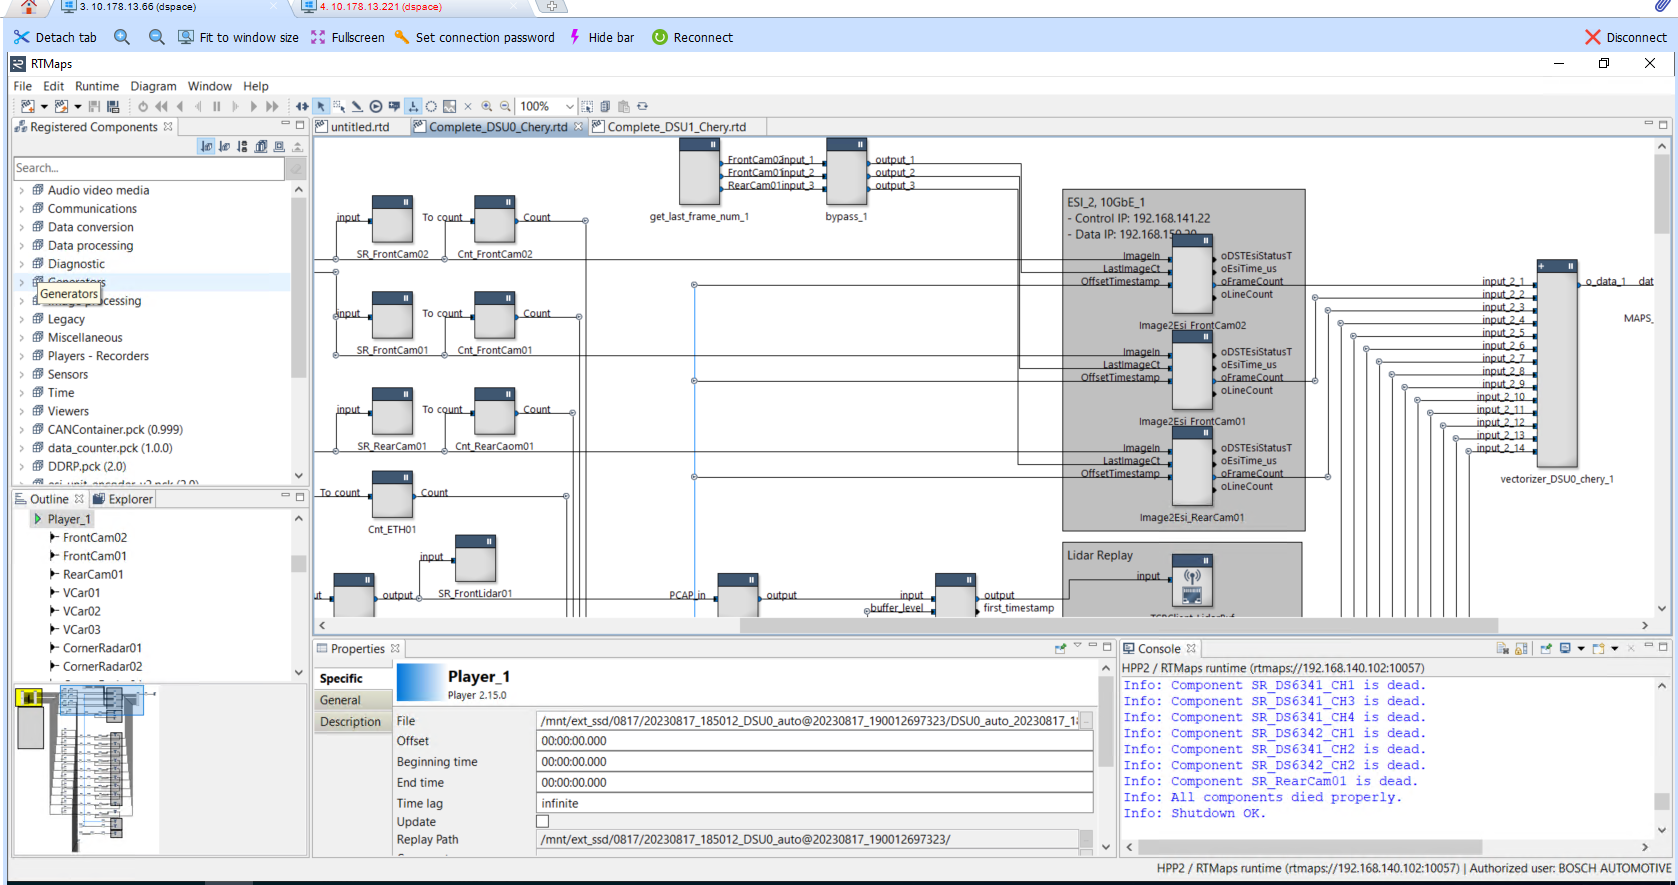 3. 10.178.13.66 (dspace)
4. 10.178.13.221 (dspace)
Detach tab
Fit to window size
Fullscreen
Set connection password
Hide bar
Reconnect
Disconnect
RTMaps
File Edit Runtime Diagram Window Help
100%
Registered Components
untitled.rtd
Complete_DSU0_Chery.rtd
Complete_DSU1_Chery.rtd
Search...
Audio video media
Communications
Data conversion
Data processing
Diagnostic
Generators
Generators
Legacy
Miscellaneous
Players - Recorders
Sensors
Time
Viewers
CANContainer.pck (0.999)
data_counter.pck (1.0.0)
DDRP.pck (2.0)
Outline
Explorer
Player_1
FrontCam02
FrontCam01
RearCam01
VCar01
VCar02
VCar03
CornerRadar01
CornerRadar02
FrontCam02 input_1 output_1
FrontCam01 input_2 output_2
RearCam01 input_3 output_3
get_last_frame_num_1
bypass_1
input
To count
Count
SR_FrontCam02
Cnt_FrontCam02
input
To count
Count
SR_FrontCam01
Cnt_FrontCam01
input
To count
Count
SR_RearCam01
Cnt_RearCaom01
To count
Count
Cnt_ETH01
input
SR_FrontLidar01
output
PCAP_in
output
input
buffer_level
output
first_timestamp
ESI_2, 10GbE_1
- Control IP: 192.168.141.22
- Data IP: 192.168.150.20
ImageIn
LastImageCt
OffsetTimestamp
oDSTEsiStatusT
oEsiTime_us
oFrameCount
oLineCount
Image2Esi_FrontCam02
ImageIn
LastImageCt
OffsetTimestamp
oDSTEsiStatusT
oEsiTime_us
oFrameCount
oLineCount
Image2Esi_FrontCam01
ImageIn
LastImageCt
OffsetTimestamp
oDSTEsiStatusT
oEsiTime_us
oFrameCount
oLineCount
Image2Esi_RearCam01
Lidar Replay
input
input_2_1
input_2_2
input_2_3
input_2_4
input_2_5
input_2_6
input_2_7
input_2_8
input_2_9
input_2_10
input_2_11
input_2_12
input_2_13
input_2_14
o_data_1 dat
MAPS_
vectorizer_DSU0_chery_1
Properties
Specific
General
Description
Player_1
Player 2.15.0
File /mnt/ext_ssd/0817/20230817_185012_DSU0_auto@20230817_190012697323/DSU0_auto_20230817_18
Offset 00:00:00.000
Beginning time 00:00:00.000
End time 00:00:00.000
Time lag infinite
Update
Replay Path /mnt/ext_ssd/0817/20230817_185012_DSU0_auto@20230817_190012697323/
Console
HPP2 / RTMaps runtime (rtmaps://192.168.140.102:10057)
Info: Component SR_DS6341_CH1 is dead.
Info: Component SR_DS6341_CH3 is dead.
Info: Component SR_DS6341_CH4 is dead.
Info: Component SR_DS6342_CH1 is dead.
Info: Component SR_DS6341_CH2 is dead.
Info: Component SR_DS6342_CH2 is dead.
Info: Component SR_RearCam01 is dead.
Info: All components died properly.
Info: Shutdown OK.
HPP2 / RTMaps runtime (rtmaps://192.168.140.102:10057) | Authorized user: BOSCH AUTOMOTIVE